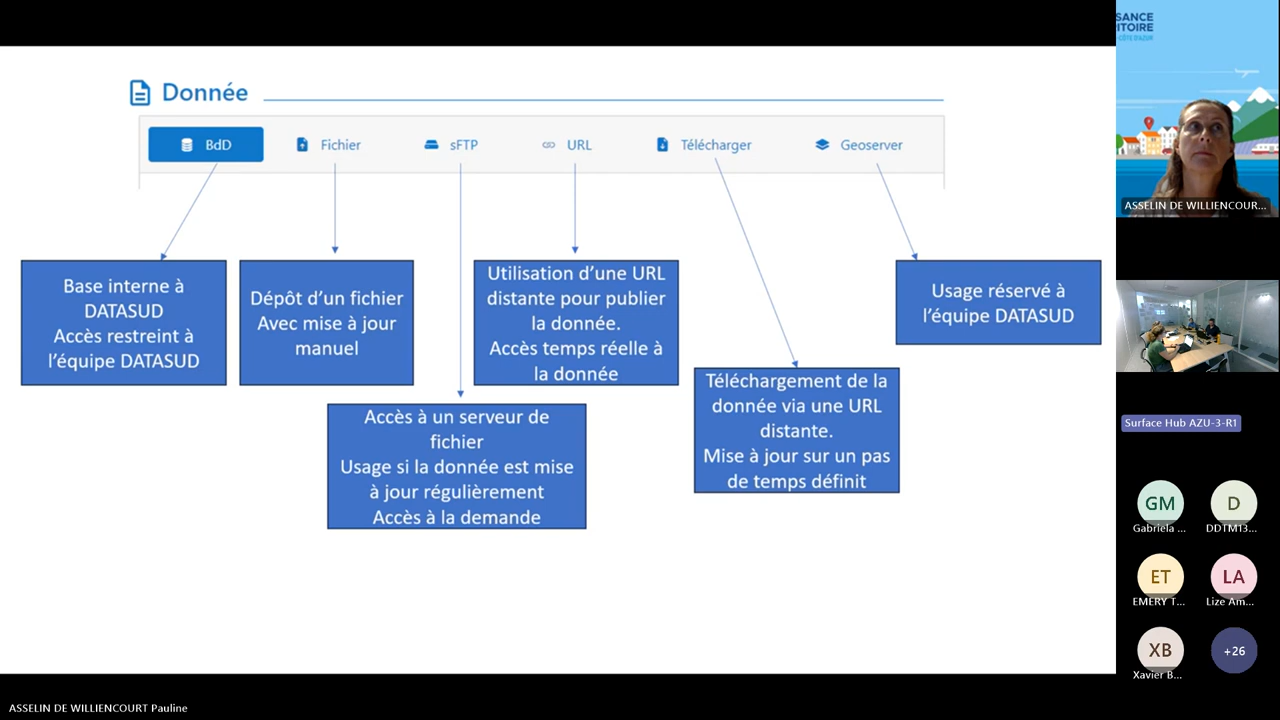 Donnée
BdD
Fichier
sFTP
URL
Télécharger
Geoserver
Base interne à
DATASUD
Accès restreint à
l'équipe DATASUD
Dépôt d'un fichier
Avec mise à jour
manuel
Utilisation d'une URL
distante pour publier
la donnée.
Accès temps réelle à
la donnée
Usage réservé à
l'équipe DATASUD
Accès à un serveur de
fichier
Usage si la donnée est mise
à jour régulièrement
Accès à la demande
Téléchargement de la
donnée via une URL
distante.
Mise à jour sur un pas
de temps définit
SANCE
ITOIRE
CÔTE D'AZUR
ASSELIN DE WILLIENCOUR...
Surface Hub AZU-3-R1
GM
Gabriela ...
D
DDTM13...
ET
EMERY T...
LA
Lize Am...
XB
Xavier B...
+26
ASSELIN DE WILLIENCOURT Pauline